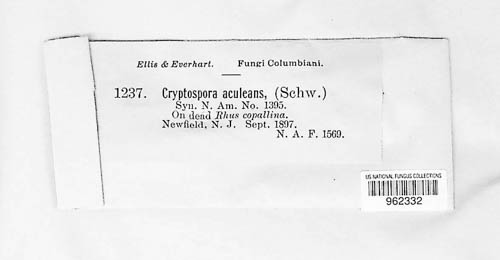 Ellis & Everhart. Fungi Columbiani.
1237. Cryptospora aculeans, (Schw.)
Syn. N. Am. No. 1395.
On dead Rhus copallina.
Newfield, N. J. Sept. 1897.
N. A. F. 1569.
US NATIONAL FUNGUS COLLECTIONS
962332